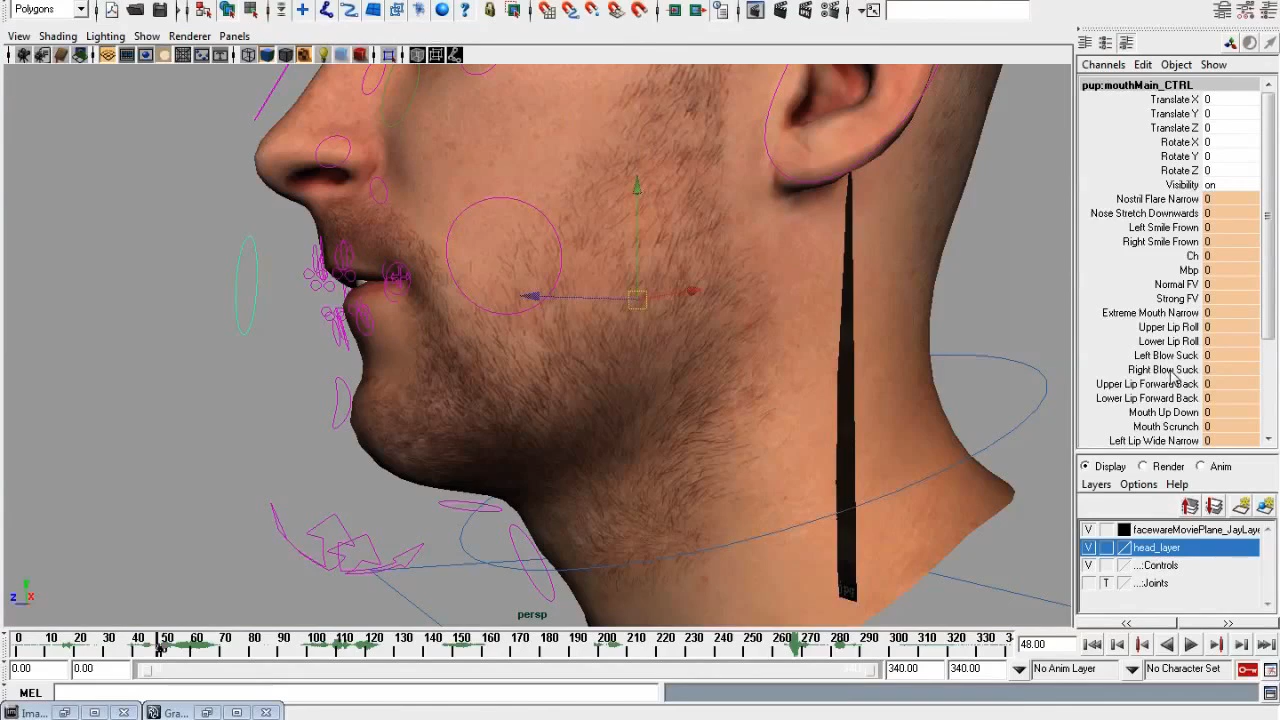 Polygons
View Shading Lighting Show Renderer Panels
Channels Edit Object Show
pup:mouthMain_CTRL
Translate X 0
Translate Y 0
Translate Z 0
Rotate X 0
Rotate Y 0
Rotate Z 0
Visibility on
Nostril Flare Narrow 0
Nose Stretch Downwards 0
Left Smile Frown 0
Right Smile Frown 0
Ch 0
Mbp 0
Normal FV 0
Strong FV 0
Extreme Mouth Narrow 0
Upper Lip Roll 0
Lower Lip Roll 0
Left Blow Suck 0
Right Blow Suck 0
Upper Lip Forward Back 0
Lower Lip Forward Back 0
Mouth Up Down 0
Mouth Scrunch 0
Left Lip Wide Narrow 0
Display Render Anim
Layers Options Help
V facewareMoviePlane_JayLaye
V head_layer
V ...Controls
T ...Joints
<< >>
z x
persp
0 10 20 30 40 50 60 70 80 90 100 110 120 130 140 150 160 170 180 190 200 210 220 230 240 250 260 270 280 290 300 310 320 330 3
48.00
0.00 0.00 340.00 340.00 No Anim Layer No Character Set
MEL
Ima... Gra...